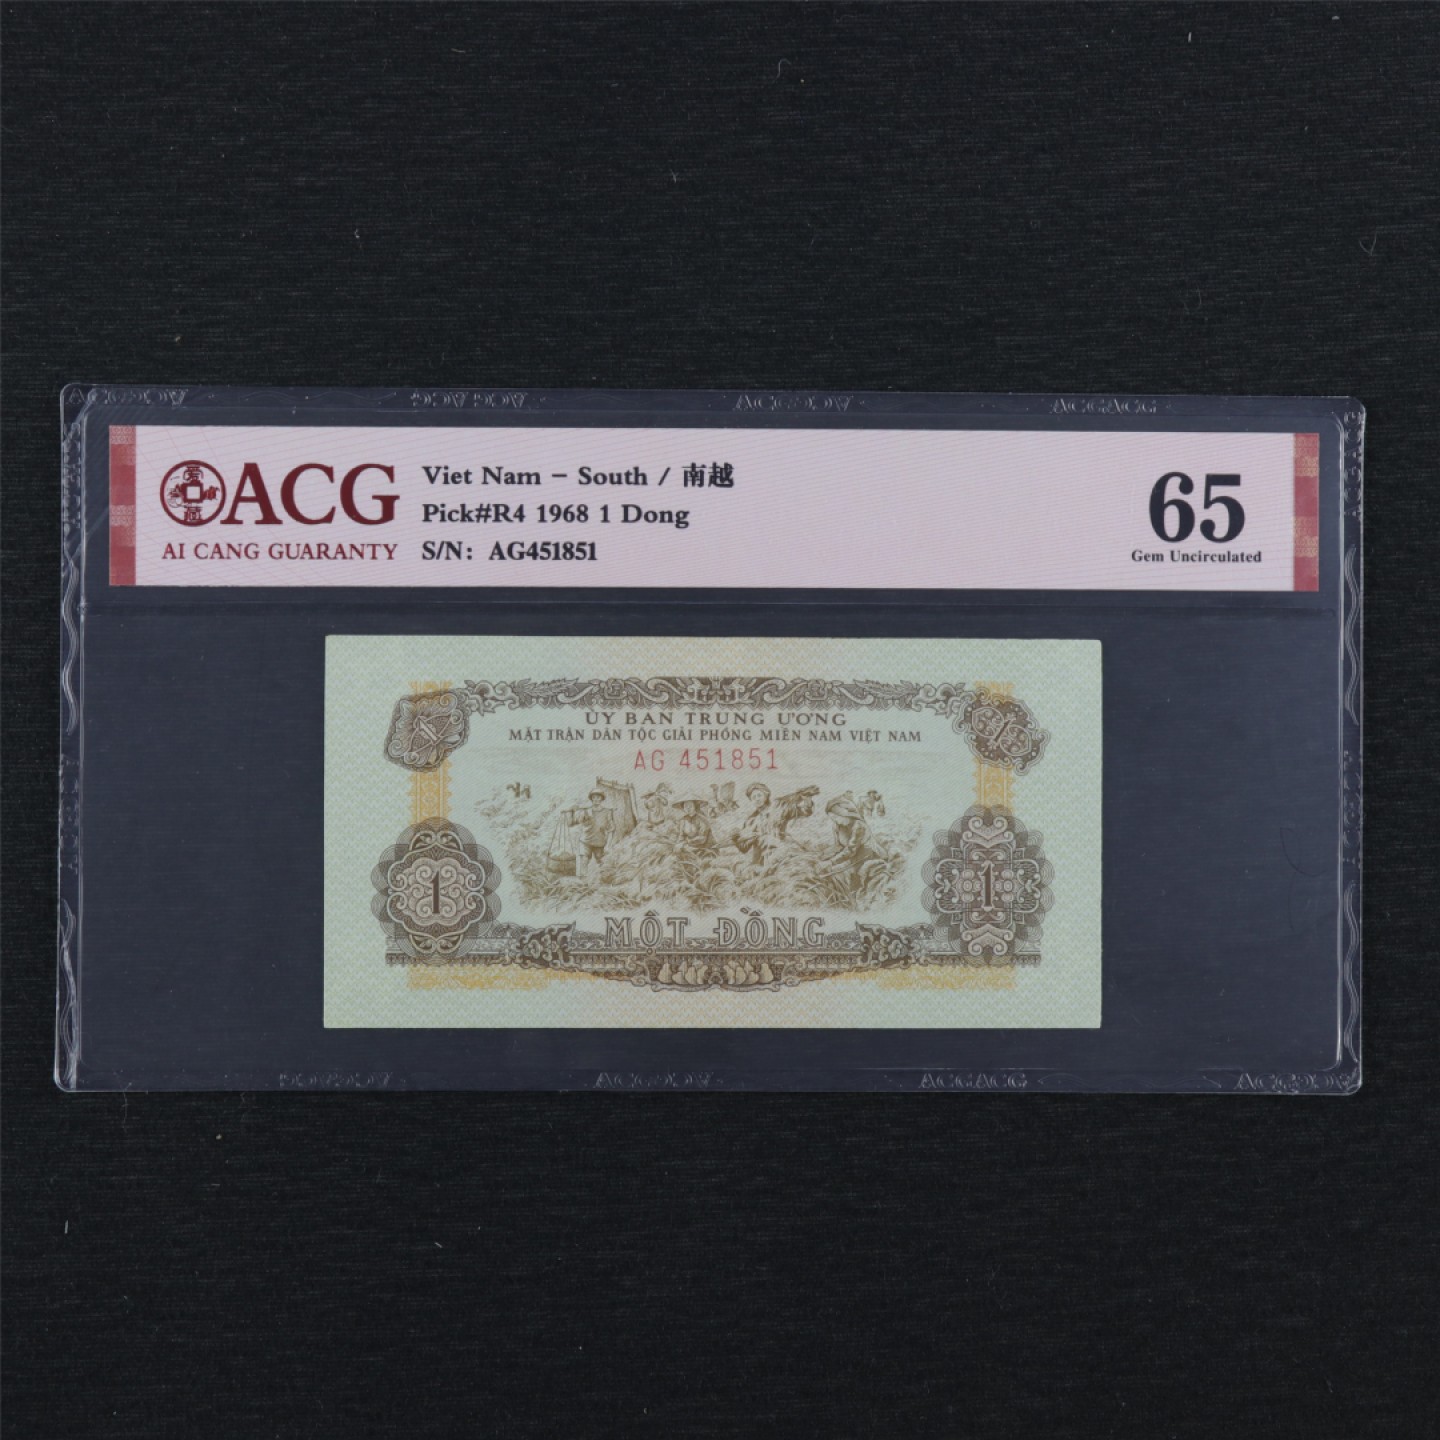 ACG
AI CANG GUARANTY
Viet Nam – South / 南越
Pick#R4 1968 1 Dong
S/N: AG451851
65
Gem Uncirculated
ỦY BAN TRUNG ƯƠNG
MẶT TRẬN DÂN TỘC GIẢI PHÓNG MIỀN NAM VIỆT NAM
AG 451851
1
1
1
MỘT ĐỒNG